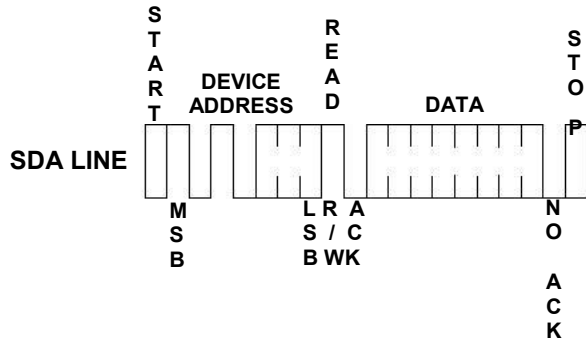 START
DEVICE
ADDRESS
READ
DATA
STOP
SDA LINE
MSB
LSB
R/W
ACK
NO ACK